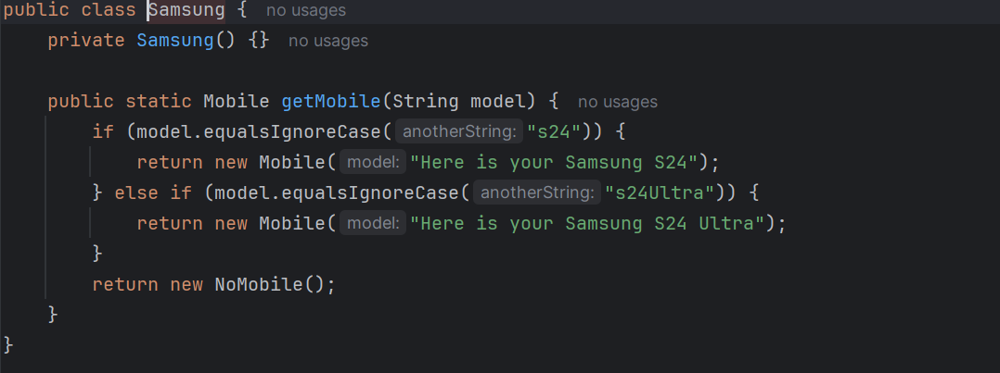 public class Samsung { no usages
private Samsung() {} no usages
public static Mobile getMobile(String model) { no usages
if (model.equalsIgnoreCase( anotherString: "s24")) {
return new Mobile( model: "Here is your Samsung S24");
} else if (model.equalsIgnoreCase( anotherString: "s24Ultra")) {
return new Mobile( model: "Here is your Samsung S24 Ultra");
}
return new NoMobile();
}
}